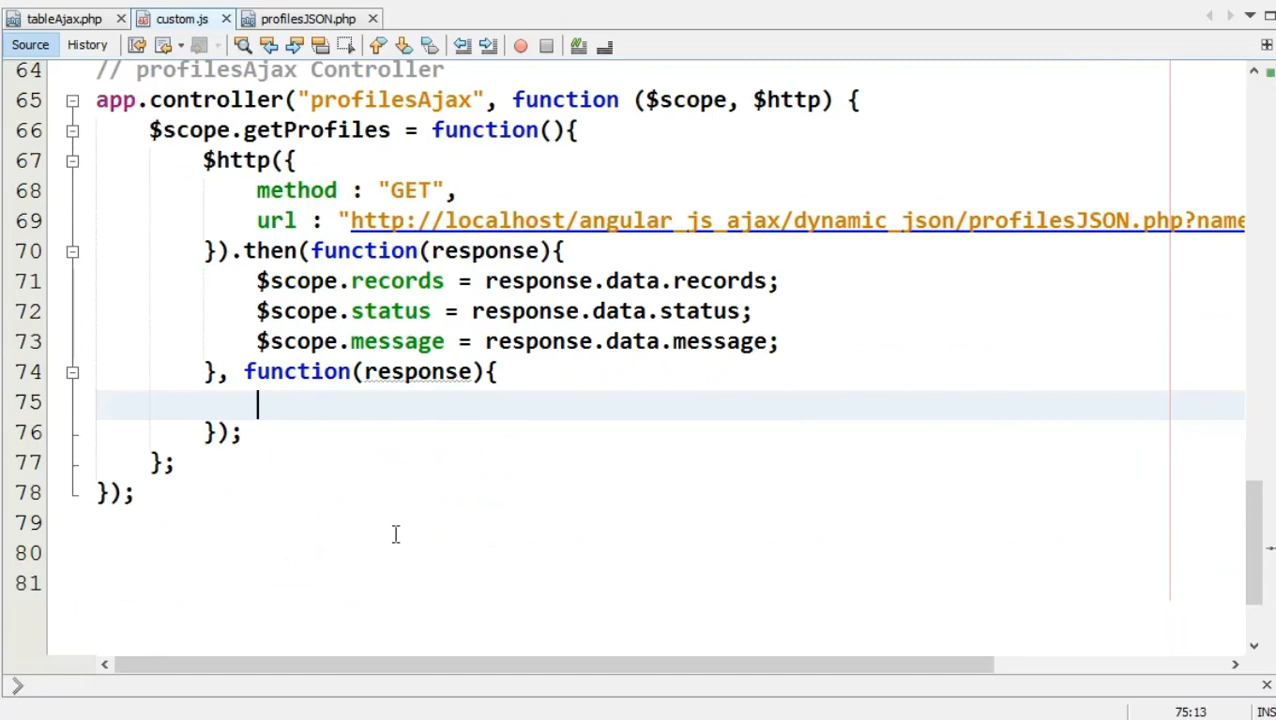 tableAjax.php custom.js profilesJSON.php
Source History
64 // profilesAjax Controller
65 app.controller("profilesAjax", function ($scope, $http) {
66 $scope.getProfiles = function(){
67 $http({
68 method : "GET",
69 url : "http://localhost/angular_js_ajax/dynamic_json/profilesJSON.php?name
70 }).then(function(response){
71 $scope.records = response.data.records;
72 $scope.status = response.data.status;
73 $scope.message = response.data.message;
74 }, function(response){
75
76 });
77 };
78 });
79
80
81
75:13 INS